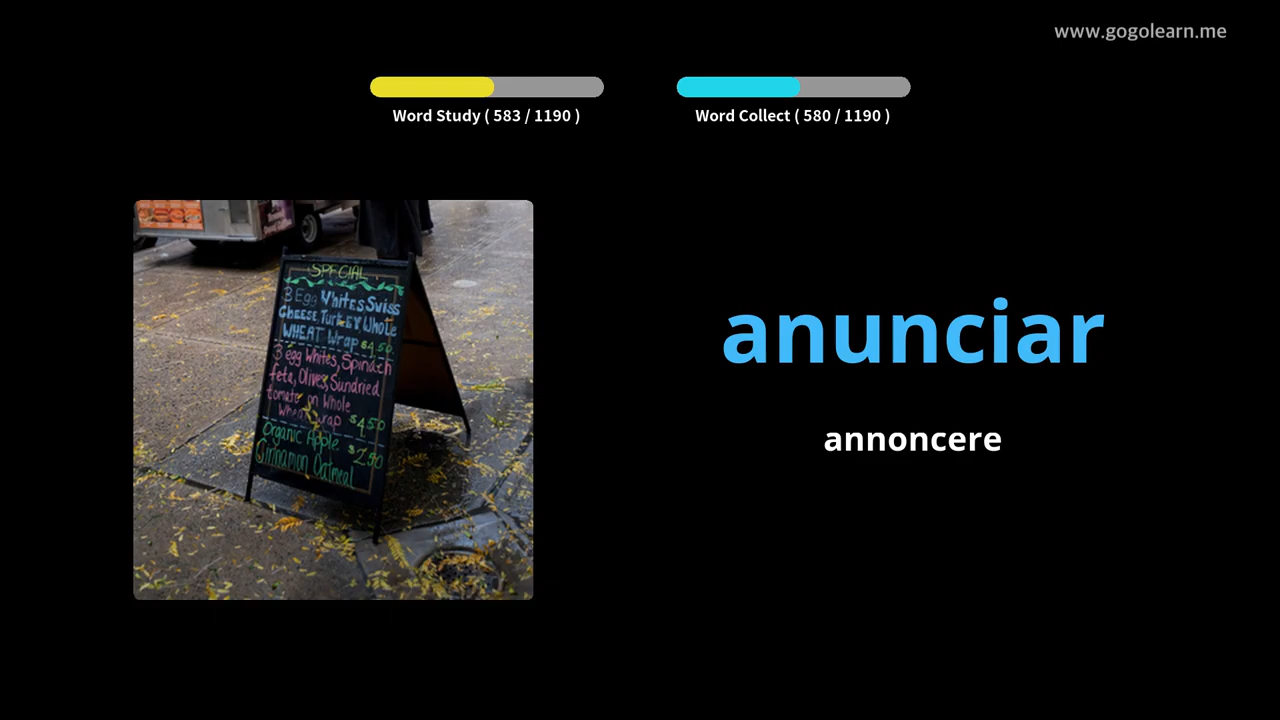 www.gogolearn.me
Word Study ( 583 / 1190 )
Word Collect ( 580 / 1190 )
SPECIAL
3 Egg Whites, Swiss
Cheese, Turkey Whole
WHEAT Wrap $4.50
3 egg Whites, Spinach
feta, Olives, Sundried
tomato on Whole
Wheat Wrap $4.50
Organic Apple
Cinnamon Oatmeal
anunciar
annoncere